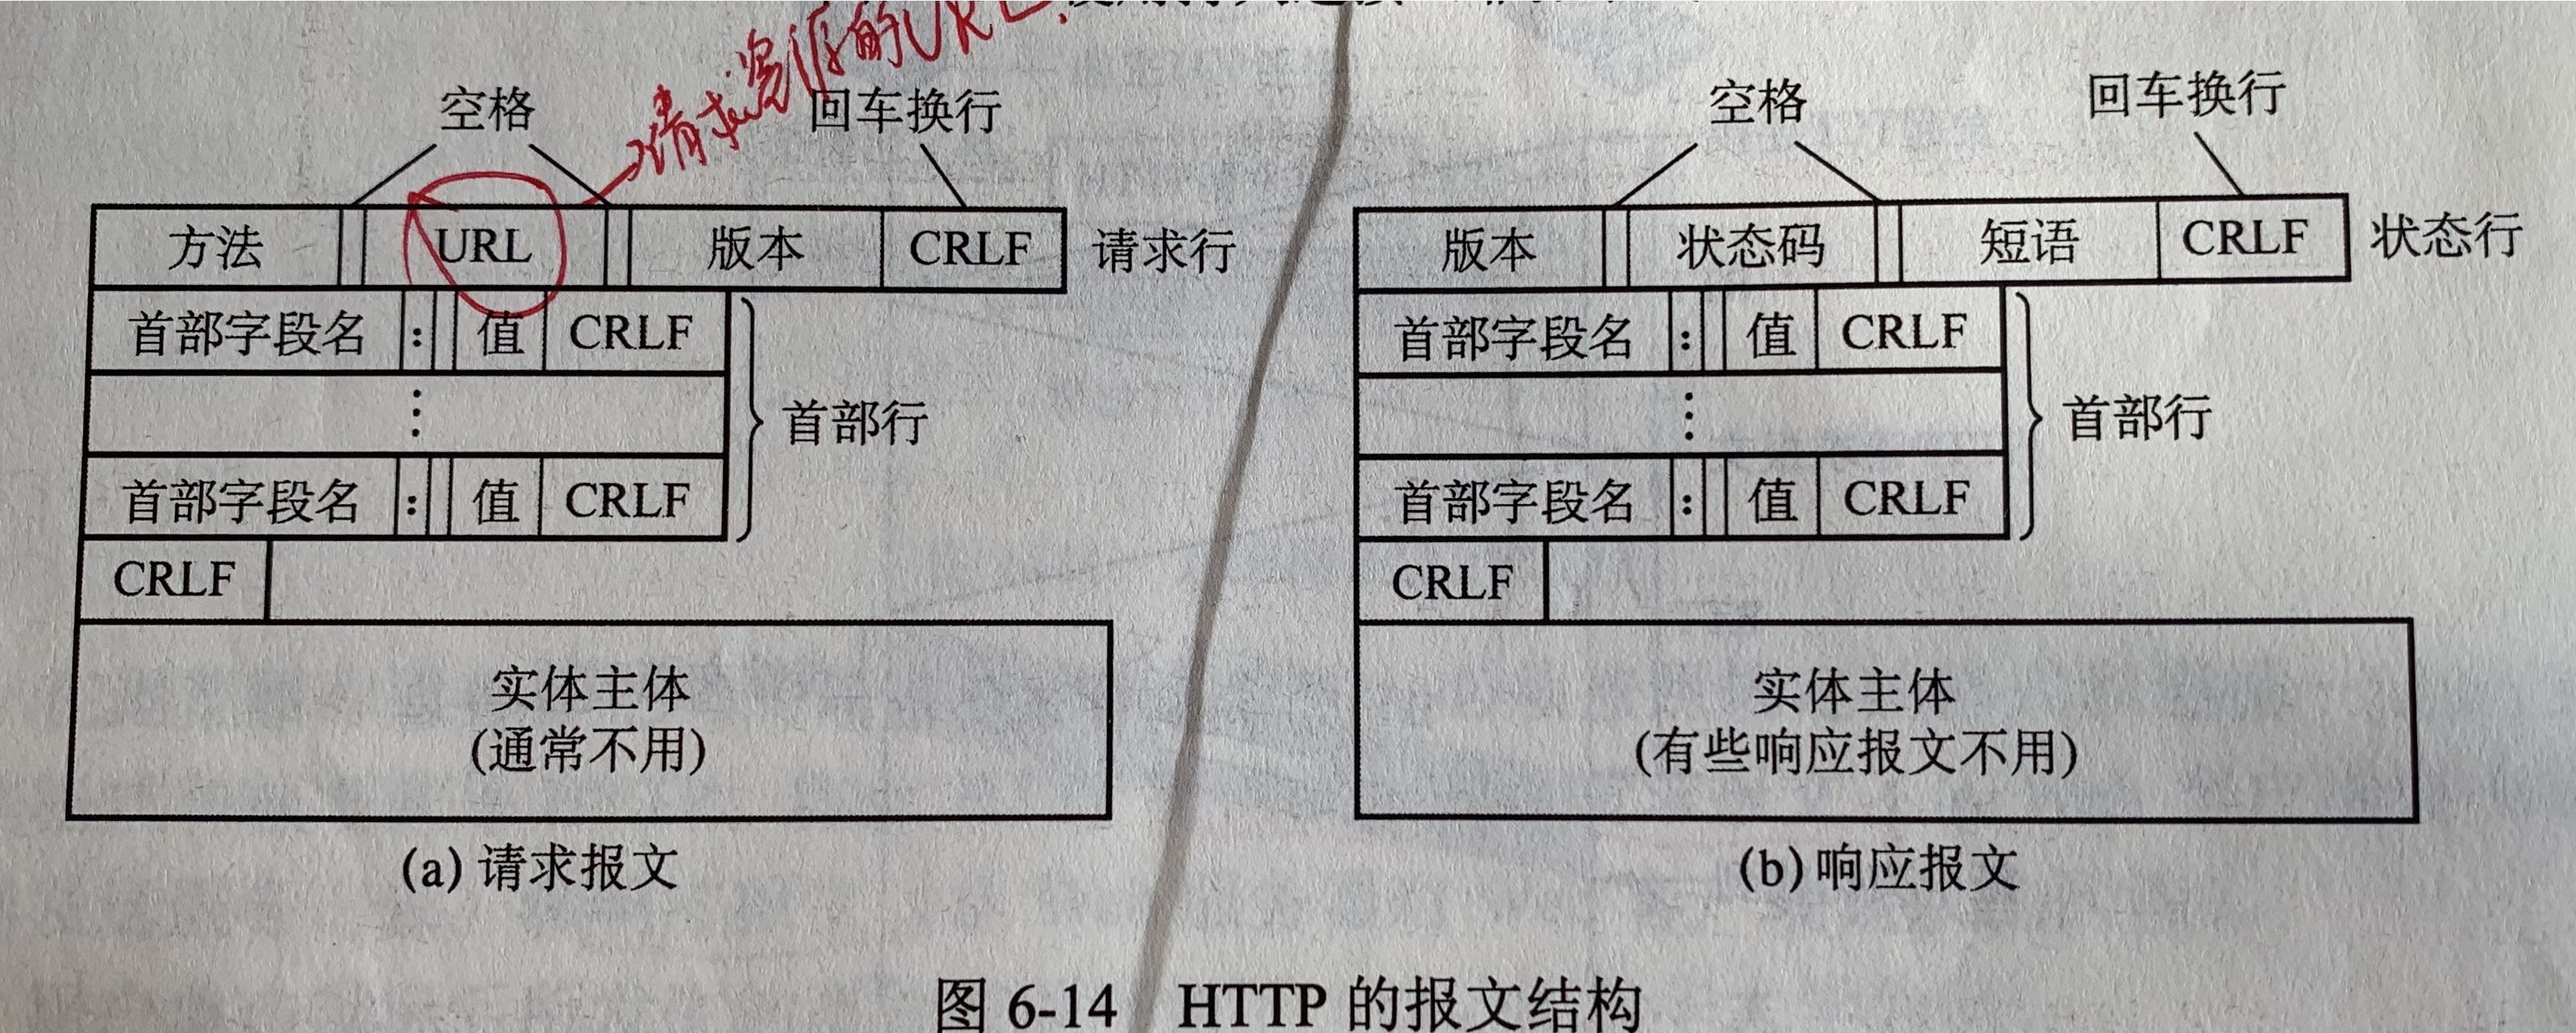 请求资源的URL.
空格
回车换行
方法 URL 版本 CRLF 请求行
首部字段名 : 值 CRLF
⋮
首部行
首部字段名 : 值 CRLF
CRLF
实体主体
(通常不用)
(a) 请求报文
空格
回车换行
版本 状态码 短语 CRLF 状态行
首部字段名 : 值 CRLF
⋮
首部行
首部字段名 : 值 CRLF
CRLF
实体主体
(有些响应报文不用)
(b) 响应报文
图 6-14 HTTP 的报文结构